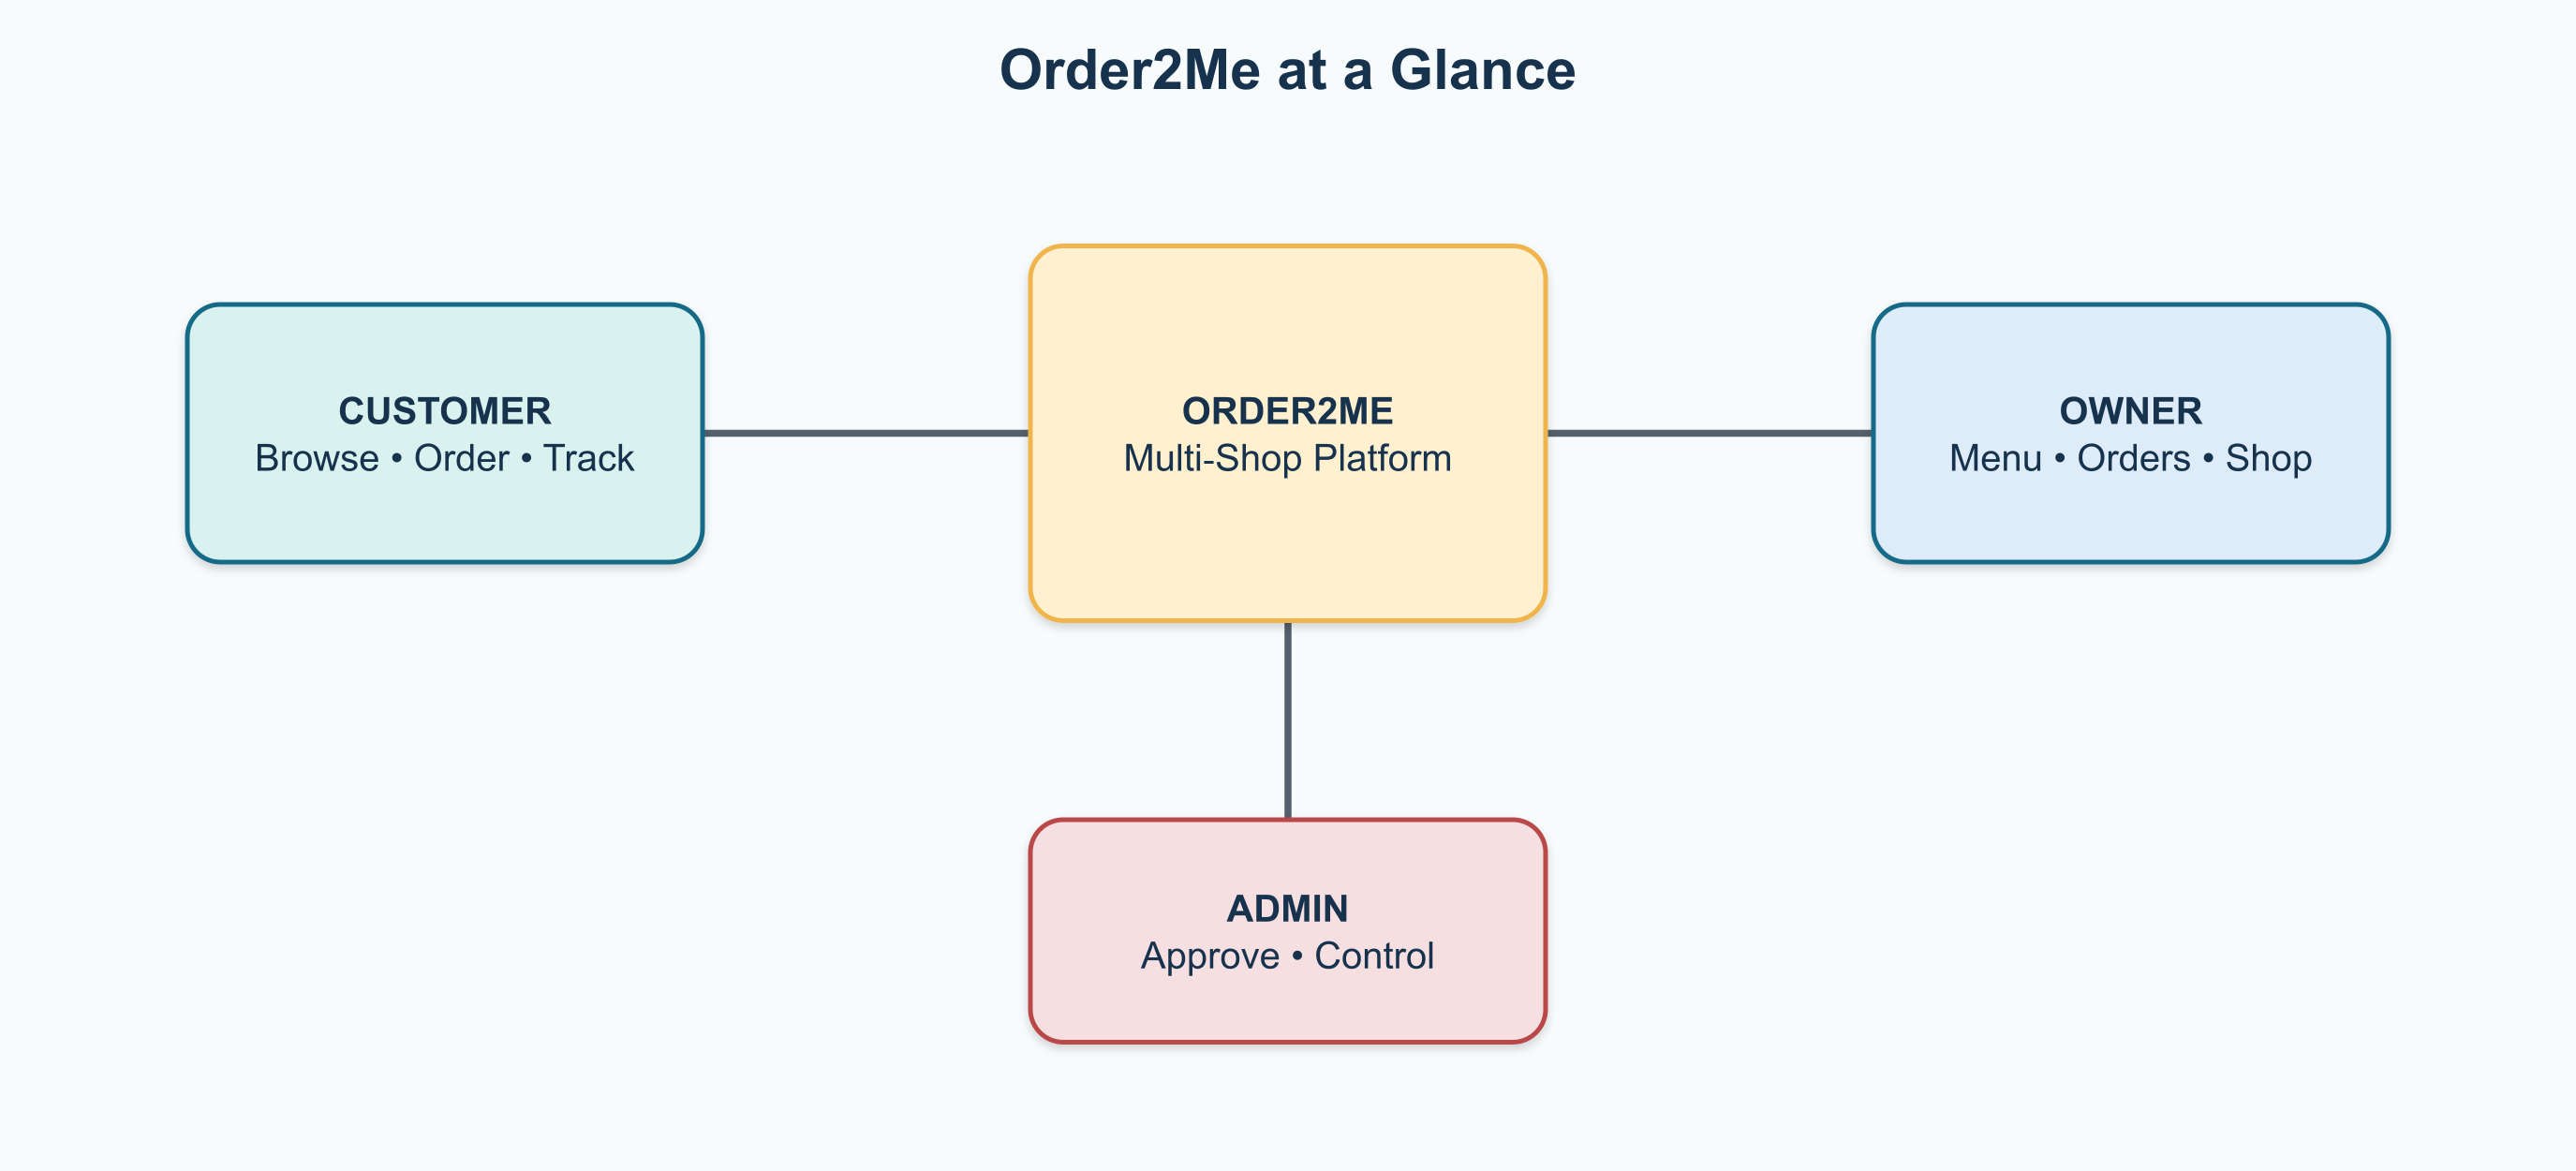 Order2Me at a Glance
CUSTOMER
Browse • Order • Track
ORDER2ME
Multi-Shop Platform
OWNER
Menu • Orders • Shop
ADMIN
Approve • Control